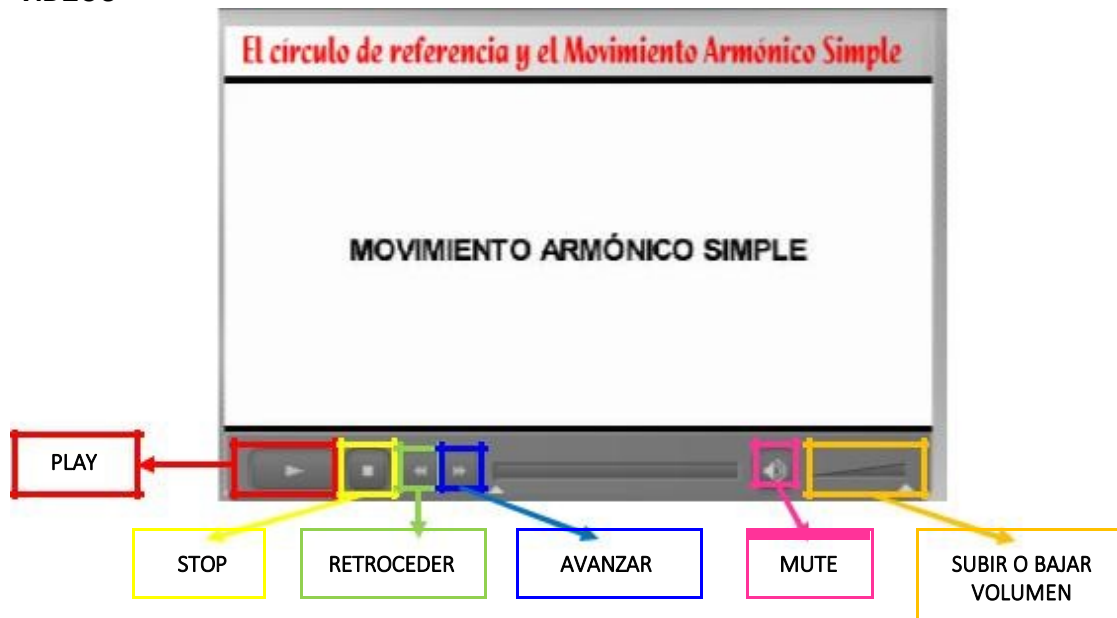 El círculo de referencia y el Movimiento Armónico Simple
MOVIMIENTO ARMÓNICO SIMPLE
PLAY
STOP
RETROCEDER
AVANZAR
MUTE
SUBIR O BAJAR
VOLUMEN